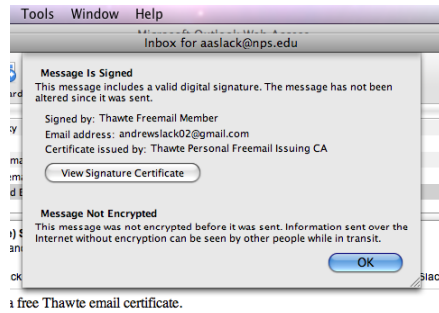 Tools Window Help
Microsoft Outlook Web Access
Inbox for aaslack@nps.edu
Message Is Signed
This message includes a valid digital signature. The message has not been
altered since it was sent.
Signed by: Thawte Freemail Member
Email address: andrewslack02@gmail.com
Certificate issued by: Thawte Personal Freemail Issuing CA
View Signature Certificate
Message Not Encrypted
This message was not encrypted before it was sent. Information sent over the
Internet without encryption can be seen by other people while in transit.
OK
a free Thawte email certificate.